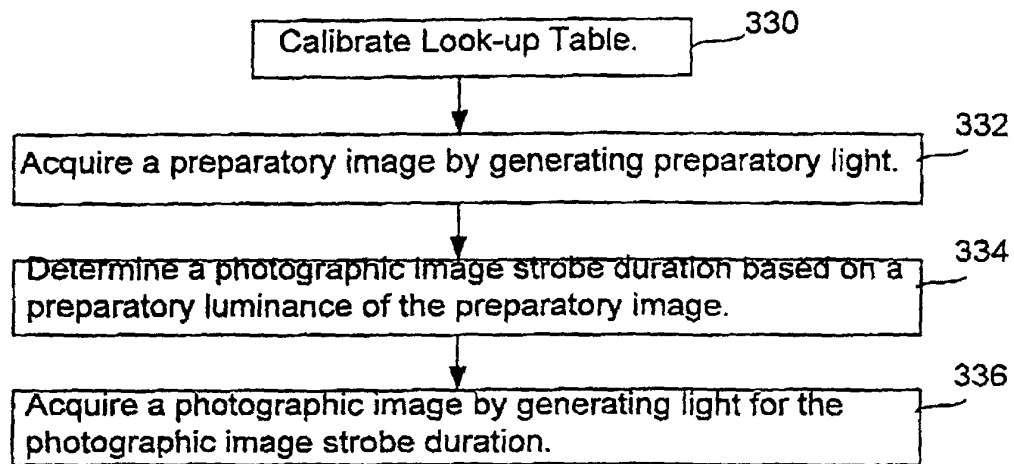 Calibrate Look-up Table.
330
332
Acquire a preparatory image by generating preparatory light.
334
Determine a photographic image strobe duration based on a
preparatory luminance of the preparatory image.
336
Acquire a photographic image by generating light for the
photographic image strobe duration.